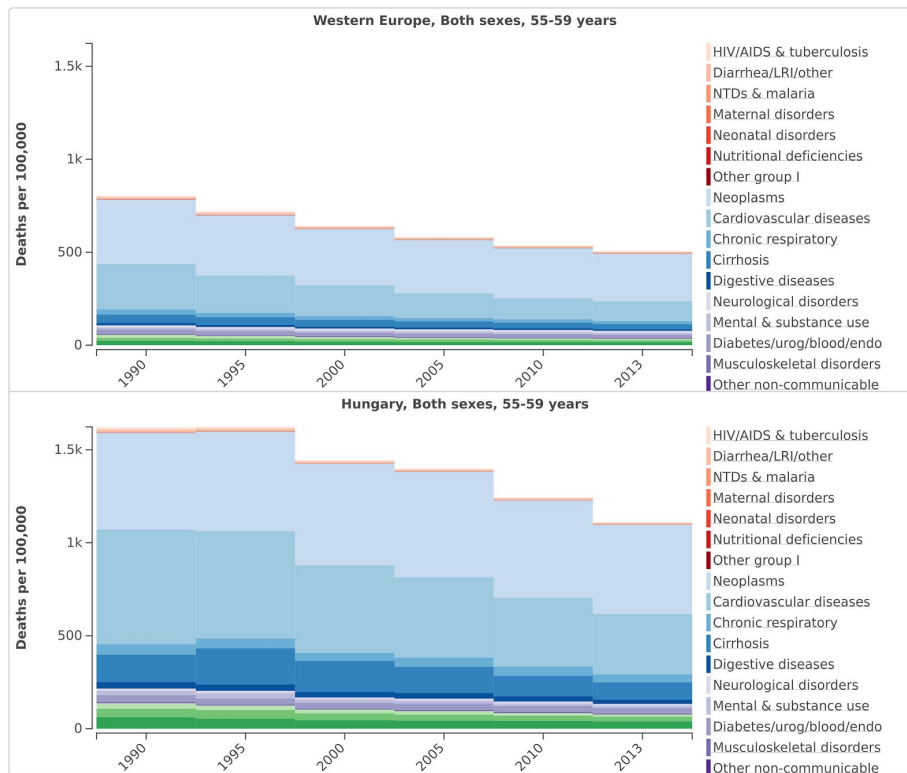 Western Europe, Both sexes, 55-59 years
Deaths per 100,000
1.5k
1k
500
0
1990
1995
2000
2005
2010
2013
HIV/AIDS & tuberculosis
Diarrhea/LRI/other
NTDs & malaria
Maternal disorders
Neonatal disorders
Nutritional deficiencies
Other group I
Neoplasms
Cardiovascular diseases
Chronic respiratory
Cirrhosis
Digestive diseases
Neurological disorders
Mental & substance use
Diabetes/urog/blood/endo
Musculoskeletal disorders
Other non-communicable
Hungary, Both sexes, 55-59 years
Deaths per 100,000
1.5k
1k
500
0
1990
1995
2000
2005
2010
2013
HIV/AIDS & tuberculosis
Diarrhea/LRI/other
NTDs & malaria
Maternal disorders
Neonatal disorders
Nutritional deficiencies
Other group I
Neoplasms
Cardiovascular diseases
Chronic respiratory
Cirrhosis
Digestive diseases
Neurological disorders
Mental & substance use
Diabetes/urog/blood/endo
Musculoskeletal disorders
Other non-communicable